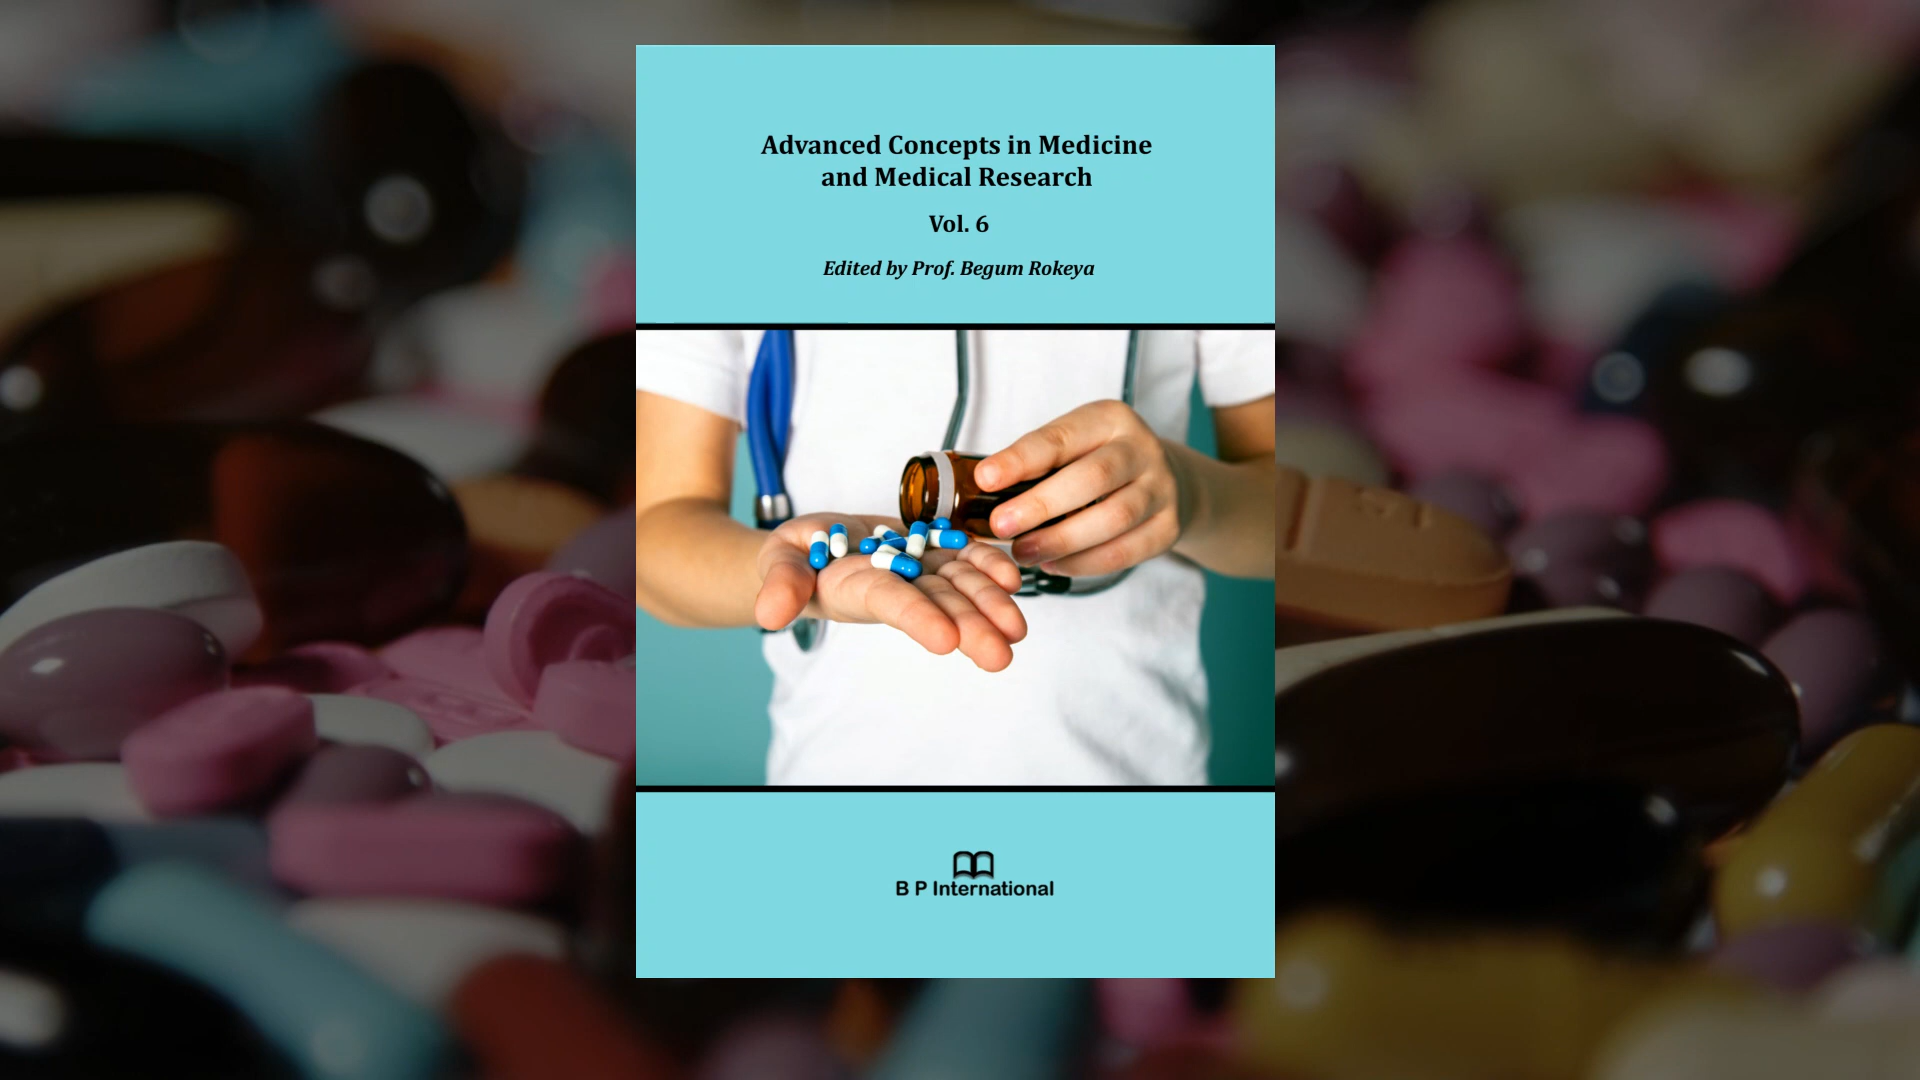 Advanced Concepts in Medicine
and Medical Research
Vol. 6
Edited by Prof. Begum Rokeya
B P International